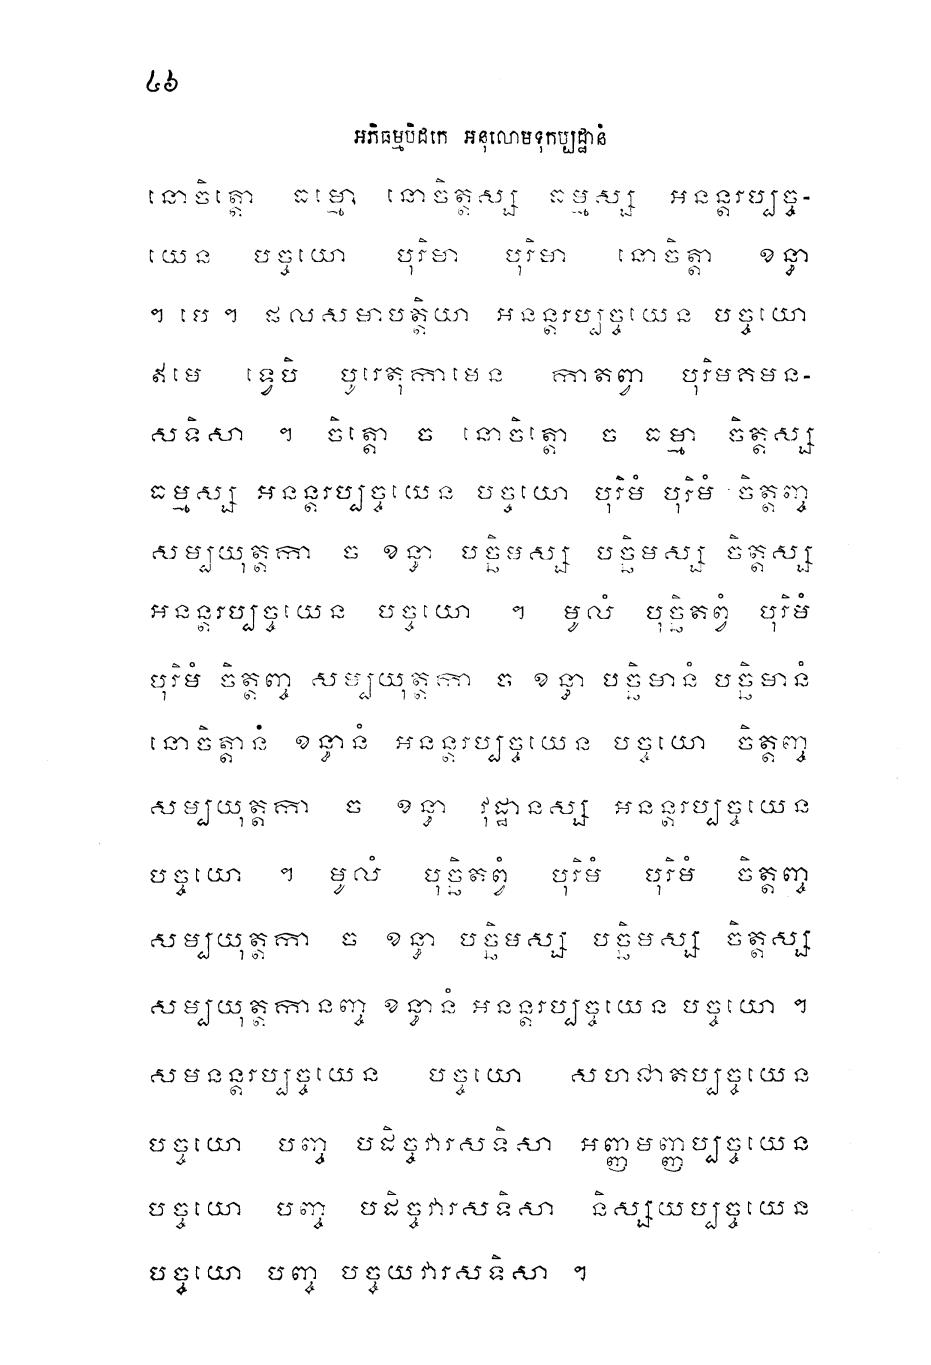 ៤៦
អភិធម្មបិដកេ អនុលោមទុកប្បដ្ឋានំ
នោចិត្តោ ធម្មោ នោចិត្តស្ស ធម្មស្ស អនន្តរប្បច្ច-
យេន បច្ចយោ បុរិមា បុរិមា នោចិត្តា ខន្ធា
។ បេ ។ ផលសមាបត្តិយា អនន្តរប្បច្ចយេន បច្ចយោ
ឥមេ ទ្វេបិ បូរេតុកាមេន កាតព្វា បុរិមគមន-
សទិសា ។ ចិត្តោ ច នោចិត្តោ ច ធម្មា ចិត្តស្ស
ធម្មស្ស អនន្តរប្បច្ចយេន បច្ចយោ បុរិមំ បុរិមំ ចិត្តញ្ច
សម្បយុត្តកា ច ខន្ធា បច្ឆិមស្ស បច្ឆិមស្ស ចិត្តស្ស
អនន្តរប្បច្ចយេន បច្ចយោ ។ មូលំ បុច្ឆិតព្វំ បុរិមំ
បុរិមំ ចិត្តញ្ច សម្បយុត្តកា ច ខន្ធា បច្ឆិមានំ បច្ឆិមានំ
នោចិត្តានំ ខន្ធានំ អនន្តរប្បច្ចយេន បច្ចយោ ចិត្តញ្ច
សម្បយុត្តកា ច ខន្ធា វុដ្ឋានស្ស អនន្តរប្បច្ចយេន
បច្ចយោ ។ មូលំ បុច្ឆិតព្វំ បុរិមំ បុរិមំ ចិត្តញ្ច
សម្បយុត្តកា ច ខន្ធា បច្ឆិមស្ស បច្ឆិមស្ស ចិត្តស្ស
សម្បយុត្តកានញ្ច ខន្ធានំ អនន្តរប្បច្ចយេន បច្ចយោ ។
សមនន្តរប្បច្ចយេន បច្ចយោ សហជាតប្បច្ចយេន
បច្ចយោ បញ្ច បដិច្ចវារសទិសា អញ្ញមញ្ញប្បច្ចយេន
បច្ចយោ បញ្ច បដិច្ចវារសទិសា និស្សយប្បច្ចយេន
បច្ចយោ បញ្ច បច្ចយវារសទិសា ។